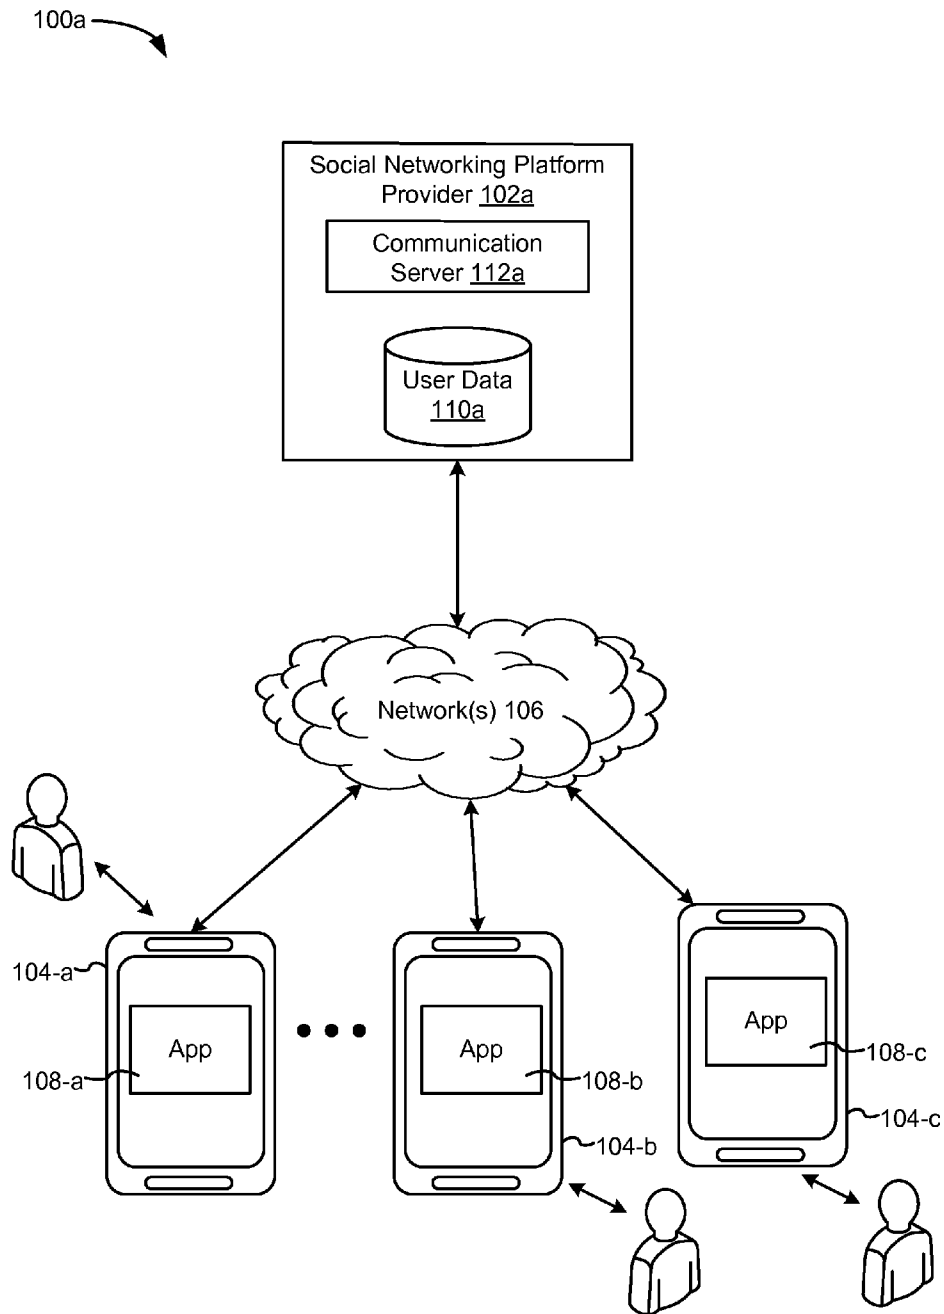 100a
Social Networking Platform
Provider 102a
Communication
Server 112a
User Data
110a
Network(s) 106
104-a
App
108-a
App
108-b
104-b
App
108-c
104-c